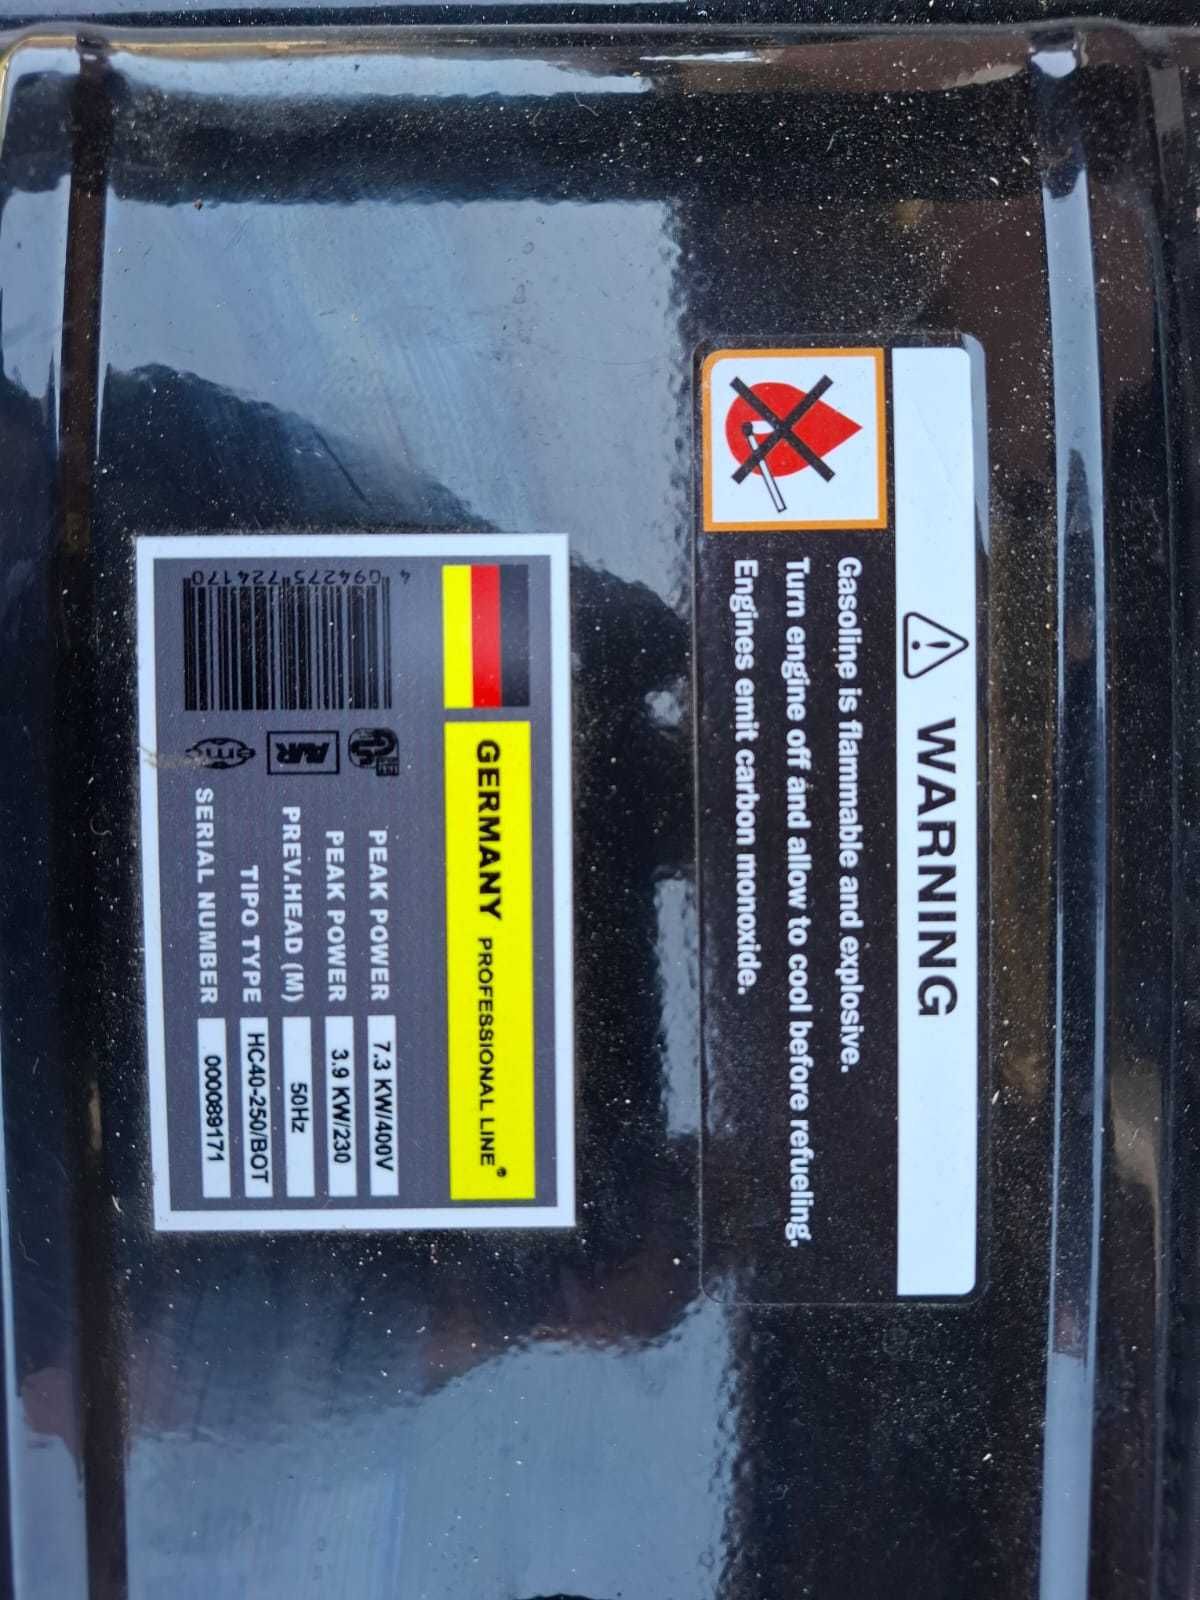 WARNING
Gasoline is flammable and explosive.
Turn engine off and allow to cool before refueling.
Engines emit carbon monoxide.
GERMANY PROFESSIONAL LINE®
PEAK POWER 7.3 KW/400V
PEAK POWER 3.9 KW/230
PREV.HEAD (M) 50Hz
TIPO TYPE HC40-250/BOT
SERIAL NUMBER 000089171
4 094275 724170